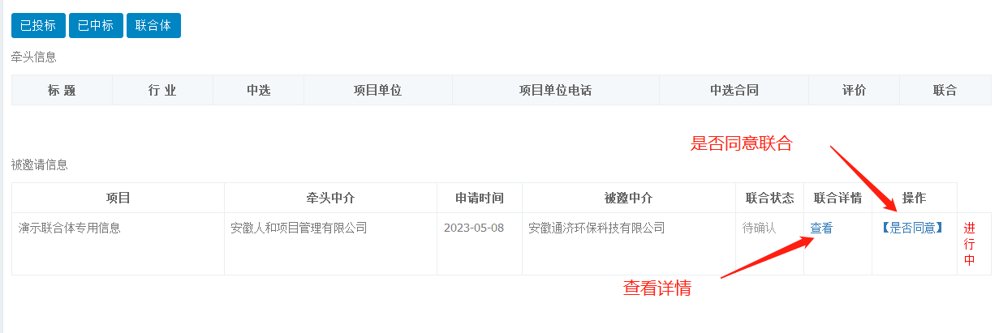 已投标 已中标 联合体
牵头信息
标 题 行 业 中选 项目单位 项目单位电话 中选合同 评价 联合
是否同意联合
被邀请信息
项目 牵头中介 申请时间 被邀中介 联合状态 联合详情 操作
演示联合体专用信息 安徽人和项目管理有限公司 2023-05-08 安徽通济环保科技有限公司 待确认 查看 【是否同意】 进
行
中
查看详情